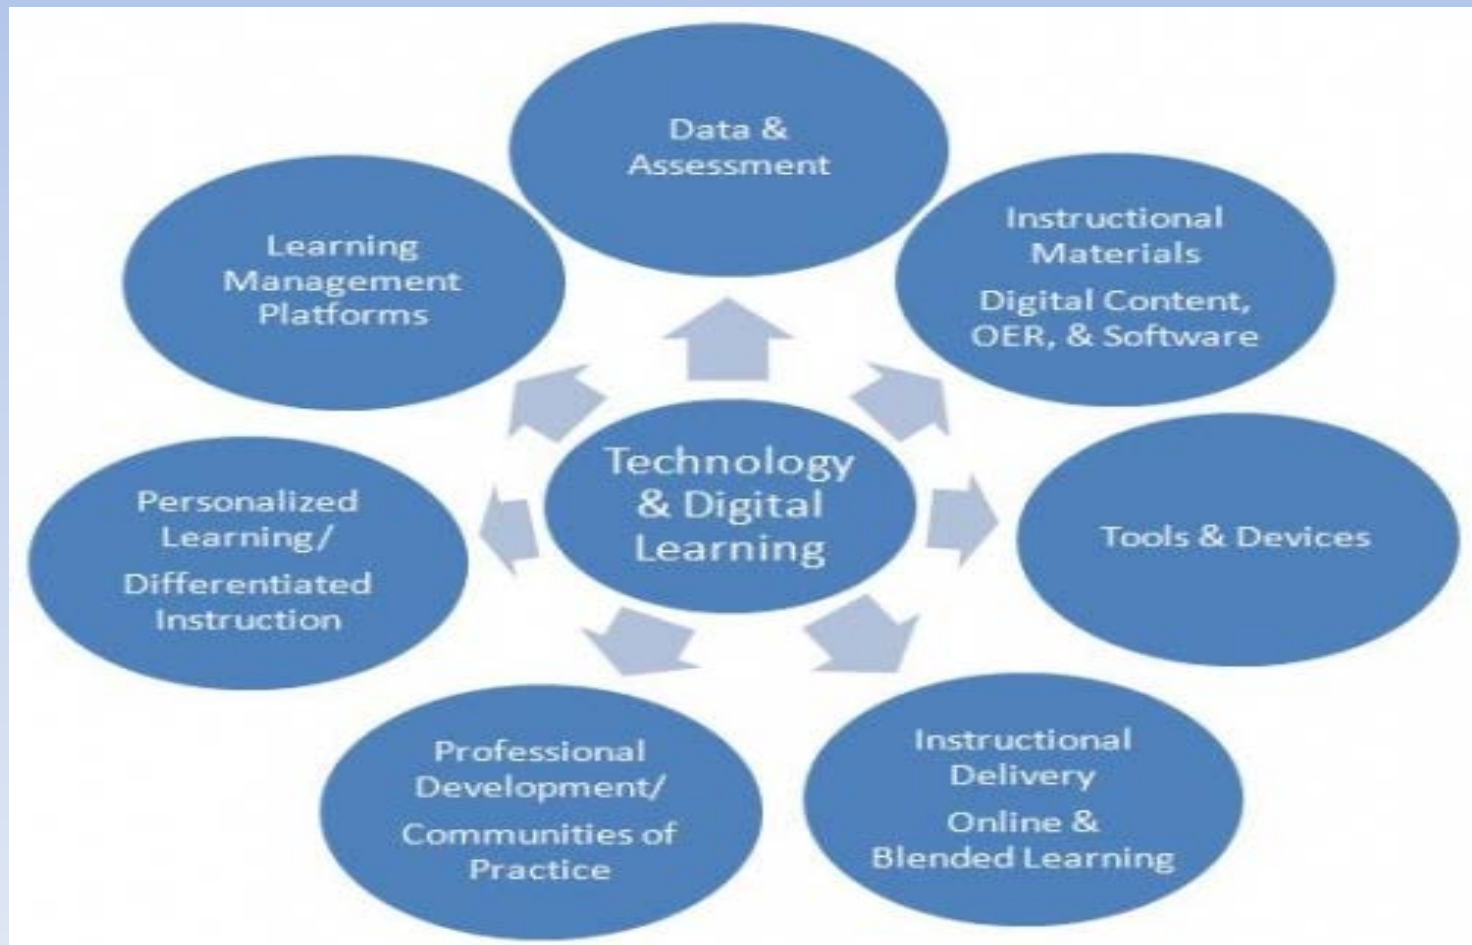 Data &
Assessment
Instructional
Materials
Digital Content,
OER, & Software
Tools & Devices
Instructional
Delivery
Online &
Blended Learning
Professional
Development/
Communities of
Practice
Personalized
Learning/
Differentiated
Instruction
Learning
Management
Platforms
Technology
& Digital
Learning